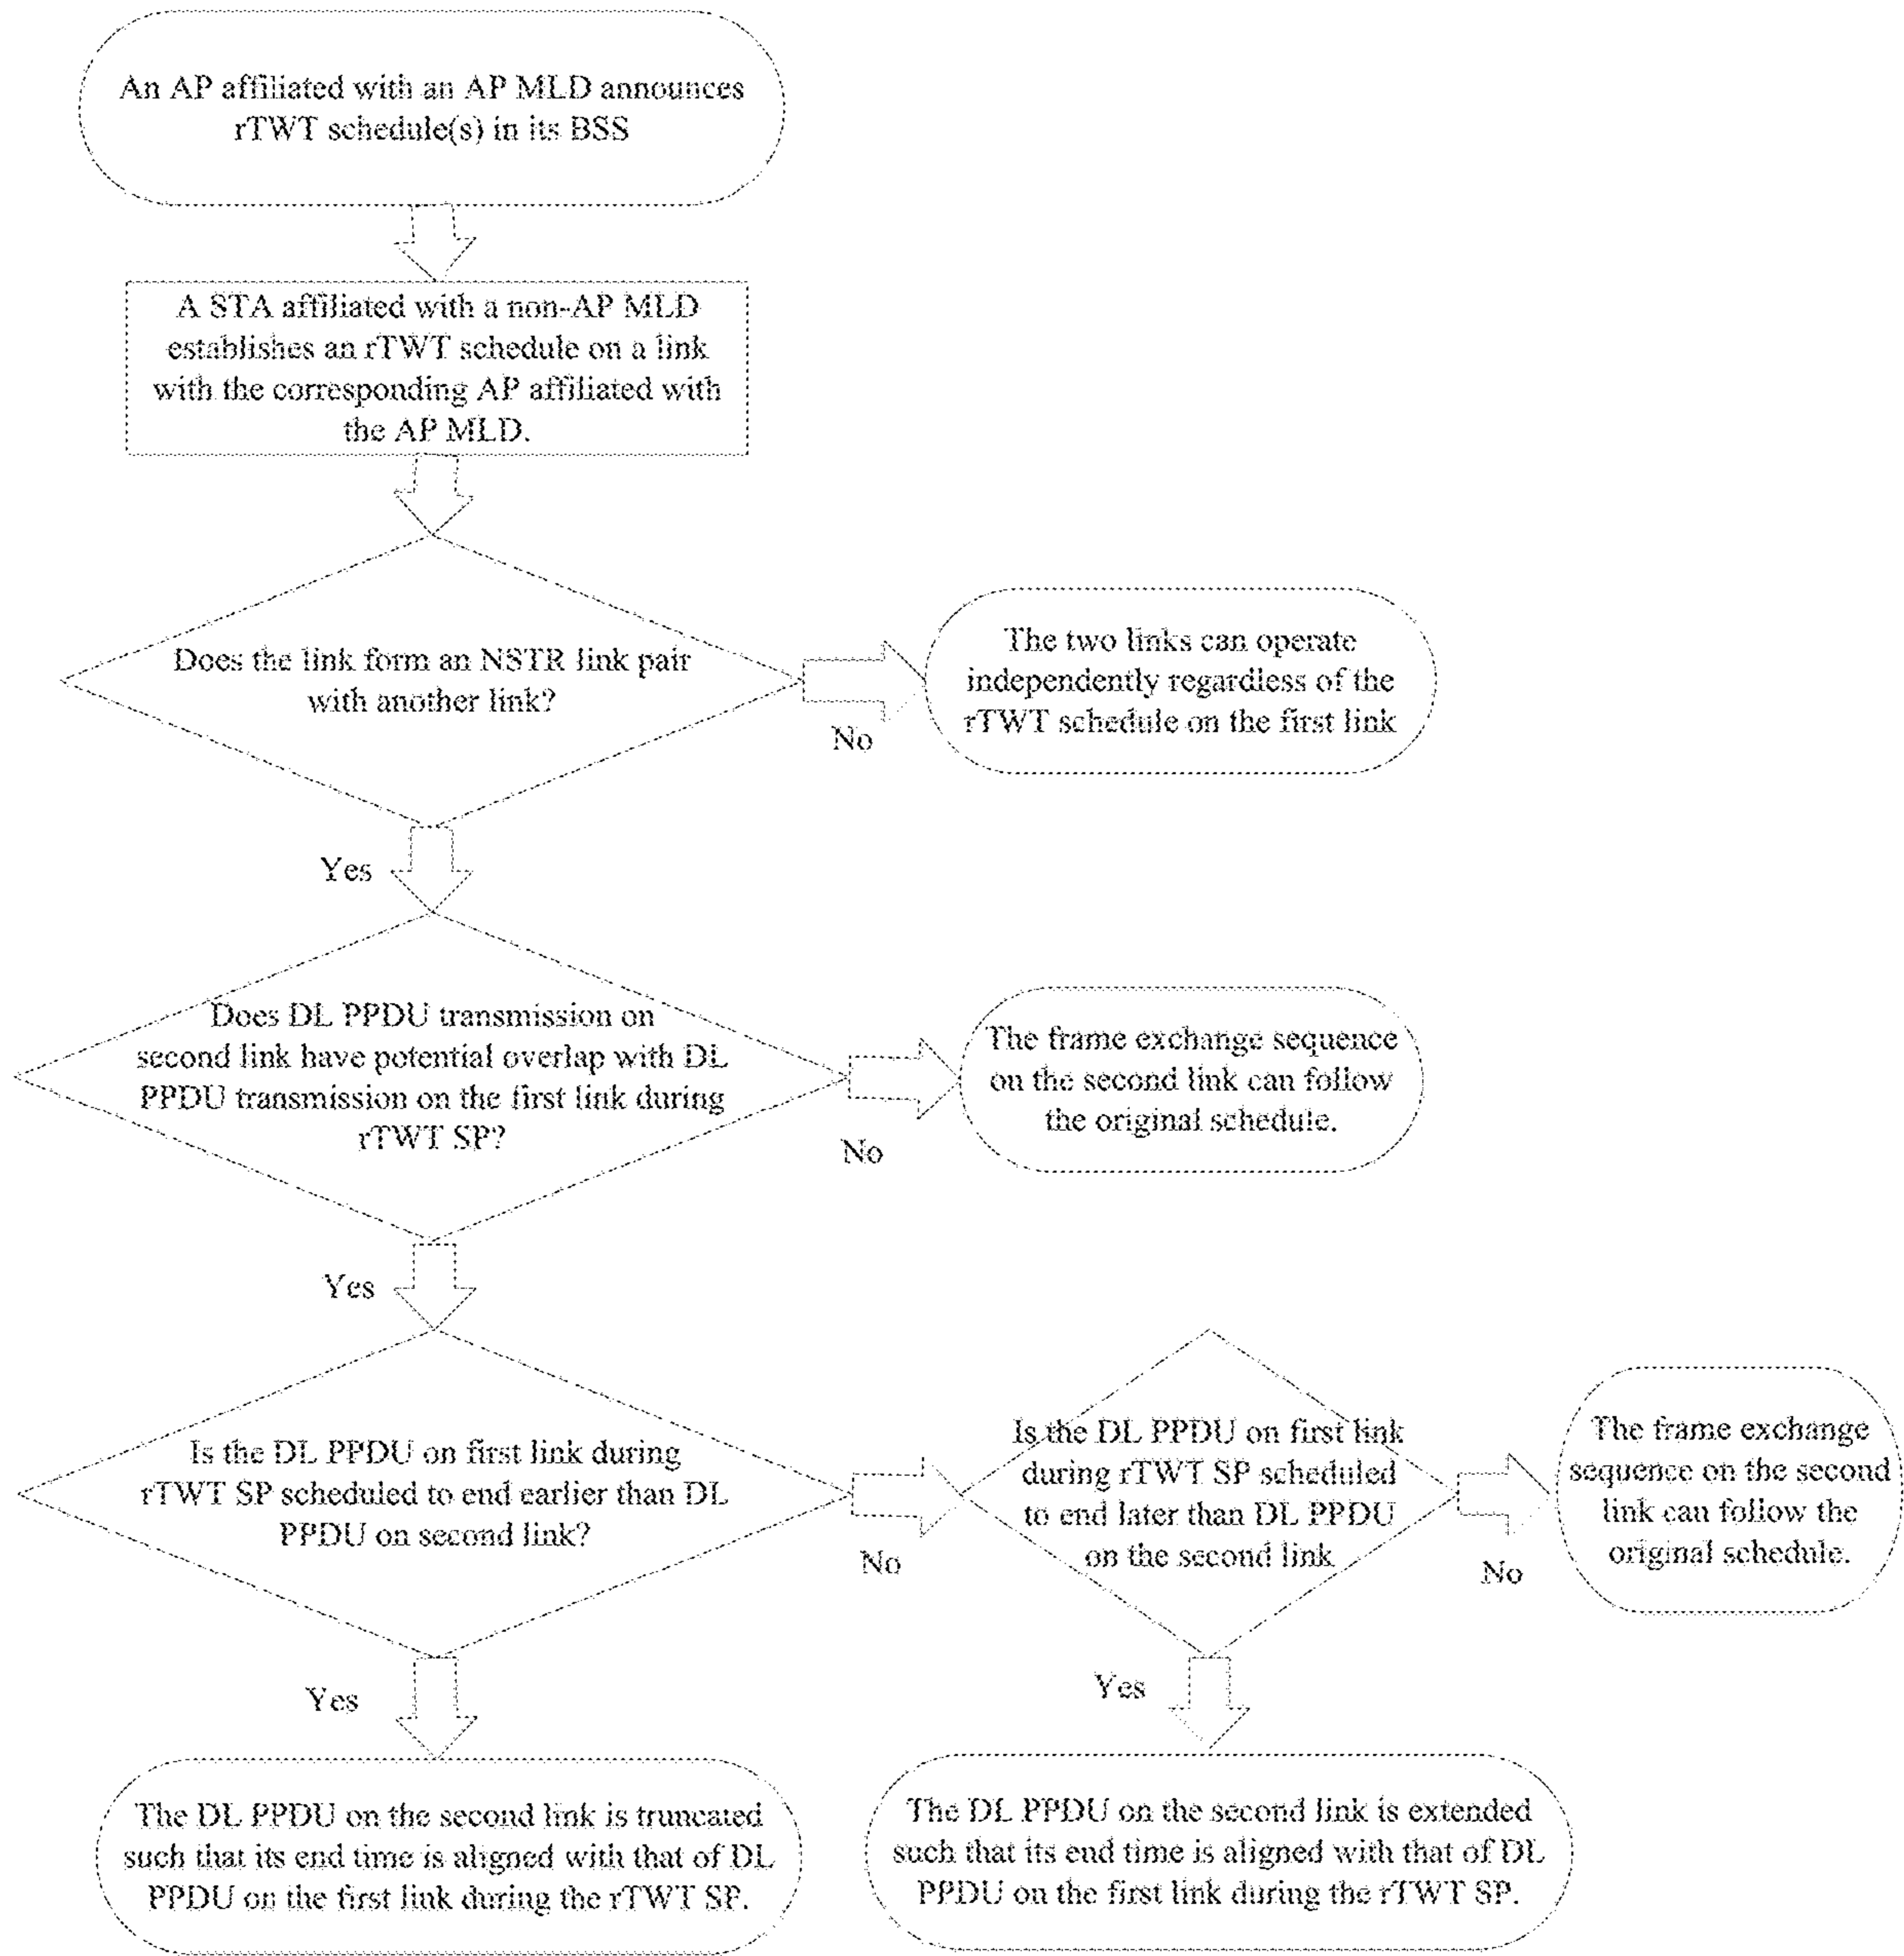 An AP affiliated with an AP MLD announces
rTWT schedule(s) in its BSS
A STA affiliated with a non-AP MLD
establishes an rTWT schedule on a link
with the corresponding AP affiliated with
the AP MLD.
Does the link form an NSTR link pair
with another link?
No
The two links can operate
independently regardless of the
rTWT schedule on the first link
Yes
Does DL PPDU transmission on
second link have potential overlap with DL
PPDU transmission on the first link during
rTWT SP?
No
The frame exchange sequence
on the second link can follow
the original schedule.
Yes
Is the DL PPDU on first link during
rTWT SP scheduled to end earlier than DL
PPDU on second link?
No
Is the DL PPDU on first link
during rTWT SP scheduled
to end later than DL PPDU
on the second link
No
The frame exchange
sequence on the second
link can follow the
original schedule.
Yes
The DL PPDU on the second link is truncated
such that its end time is aligned with that of DL
PPDU on the first link during the rTWT SP.
Yes
The DL PPDU on the second link is extended
such that its end time is aligned with that of DL
PPDU on the first link during the rTWT SP.